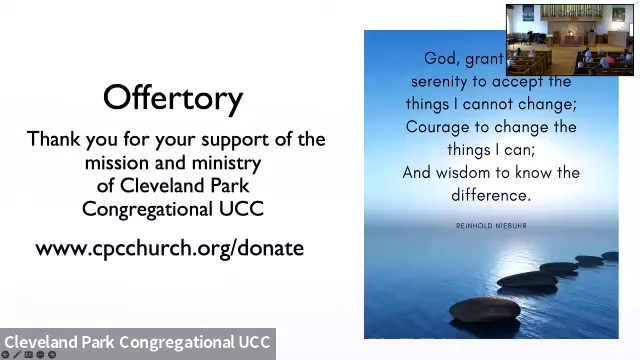 Offertory
Thank you for your support of the
mission and ministry
of Cleveland Park
Congregational UCC
www.cpcchurch.org/donate
God, grant
serenity to accept the
things I cannot change;
Courage to change the
things I can;
And wisdom to know the
difference.
REINHOLD NIEBUHR
Cleveland Park Congregational UCC